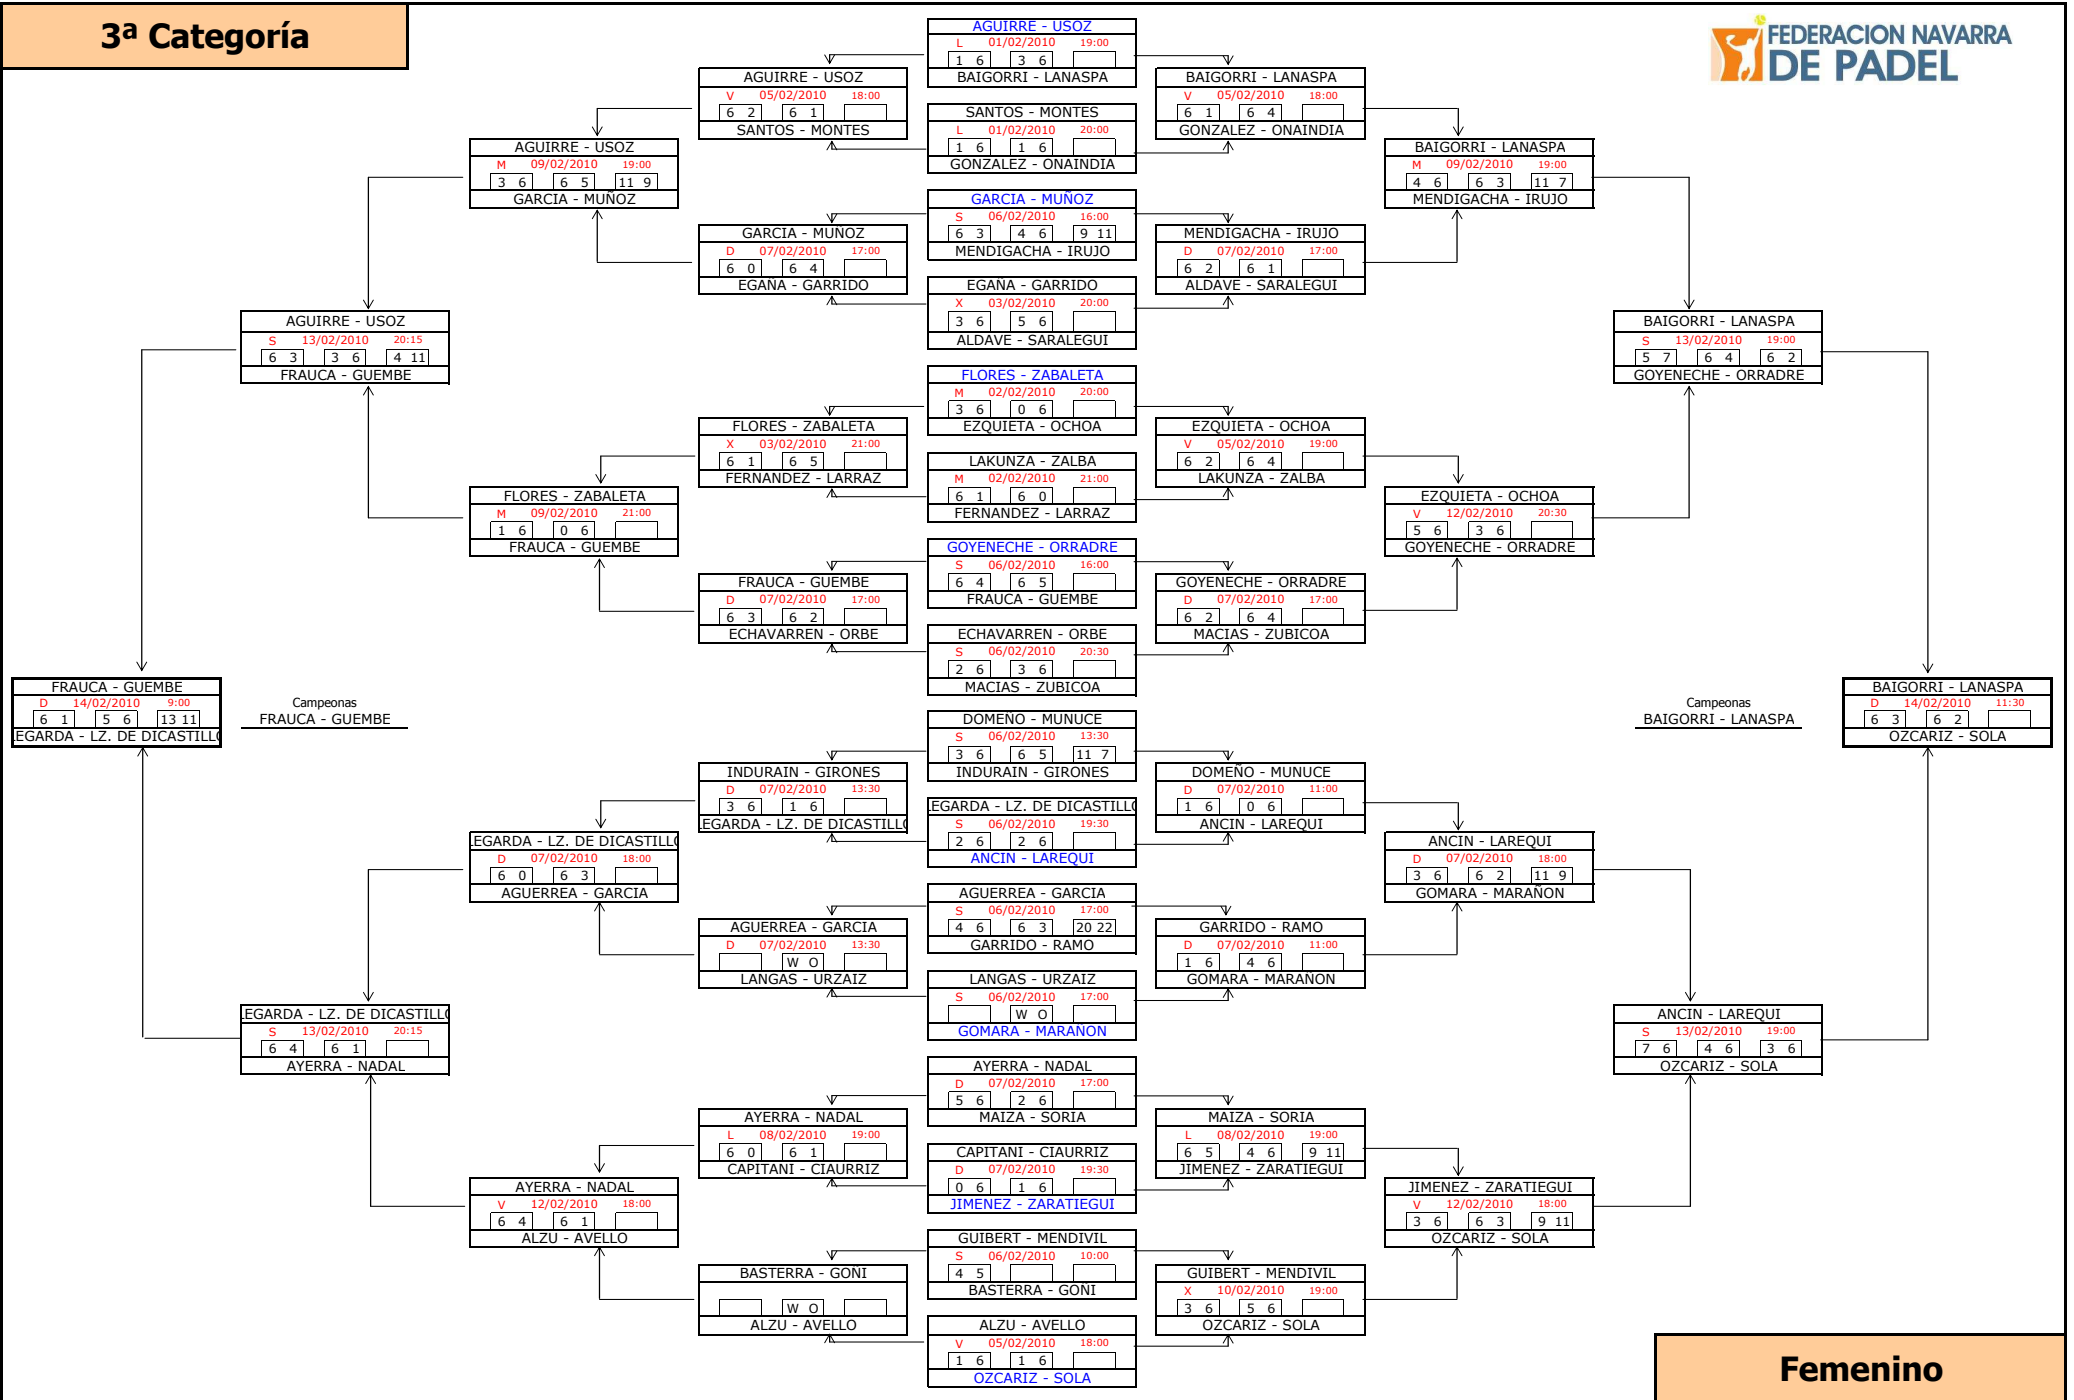 3ª Categoría
FEDERACION NAVARRA
DE PADEL
FRAUCA - GUEMBE
D 14/02/2010 9:00
6 1 5 6 13 11
LEGARDA - LZ. DE DICASTILLO
Campeonas
FRAUCA - GUEMBE
AGUIRRE - USOZ
S 13/02/2010 20:15
6 3 3 6 4 11
FRAUCA - GUEMBE
LEGARDA - LZ. DE DICASTILLO
S 13/02/2010 20:15
6 4 6 1
AYERRA - NADAL
AGUIRRE - USOZ
M 09/02/2010 19:00
3 6 6 5 11 9
GARCIA - MUÑOZ
FLORES - ZABALETA
M 09/02/2010 21:00
1 6 0 6
FRAUCA - GUEMBE
LEGARDA - LZ. DE DICASTILLO
D 07/02/2010 18:00
6 0 6 3
AGUERREA - GARCIA
AYERRA - NADAL
V 12/02/2010 18:00
6 4 6 1
ALZU - AVELLO
AGUIRRE - USOZ
V 05/02/2010 18:00
6 2 6 1
SANTOS - MONTES
GARCIA - MUÑOZ
D 07/02/2010 17:00
6 0 6 4
EGAÑA - GARRIDO
FLORES - ZABALETA
X 03/02/2010 21:00
6 1 6 5
FERNANDEZ - LARRAZ
FRAUCA - GUEMBE
D 07/02/2010 17:00
6 3 6 2
ECHAVARREN - ORBE
INDURAIN - GIRONES
D 07/02/2010 13:30
3 6 1 6
LEGARDA - LZ. DE DICASTILLO
AGUERREA - GARCIA
D 07/02/2010 13:30
W O
LANGAS - URZAIZ
AYERRA - NADAL
L 08/02/2010 19:00
6 0 6 1
CAPITANI - CIAURRIZ
BASTERRA - GOÑI
W O
ALZU - AVELLO
AGUIRRE - USOZ
L 01/02/2010 19:00
1 6 3 6
BAIGORRI - LANASPA
SANTOS - MONTES
L 01/02/2010 20:00
1 6 1 6
GONZALEZ - ONAINDIA
GARCIA - MUÑOZ
S 06/02/2010 16:00
6 3 4 6 9 11
MENDIGACHA - IRUJO
EGAÑA - GARRIDO
X 03/02/2010 20:00
3 6 5 6
ALDAVE - SARALEGUI
FLORES - ZABALETA
M 02/02/2010 20:00
3 6 0 6
EZQUIETA - OCHOA
LAKUNZA - ZALBA
M 02/02/2010 21:00
6 1 6 0
FERNANDEZ - LARRAZ
GOYENECHE - ORRADRE
S 06/02/2010 16:00
6 4 6 5
FRAUCA - GUEMBE
ECHAVARREN - ORBE
S 06/02/2010 20:30
2 6 3 6
MACIAS - ZUBICOA
DOMEÑO - MUNUCE
S 06/02/2010 13:30
3 6 6 5 11 7
INDURAIN - GIRONES
LEGARDA - LZ. DE DICASTILLO
S 06/02/2010 19:30
2 6 2 6
ANCIN - LAREQUI
AGUERREA - GARCIA
S 06/02/2010 17:00
4 6 6 3 20 22
GARRIDO - RAMO
LANGAS - URZAIZ
S 06/02/2010 17:00
W O
GOMARA - MARAÑON
AYERRA - NADAL
D 07/02/2010 17:00
5 6 2 6
MAIZA - SORIA
CAPITANI - CIAURRIZ
D 07/02/2010 19:30
0 6 1 6
JIMENEZ - ZARATIEGUI
GUIBERT - MENDIVIL
S 06/02/2010 10:00
4 5
BASTERRA - GOÑI
ALZU - AVELLO
V 05/02/2010 18:00
1 6 1 6
OZCARIZ - SOLA
BAIGORRI - LANASPA
V 05/02/2010 18:00
6 1 6 4
GONZALEZ - ONAINDIA
MENDIGACHA - IRUJO
D 07/02/2010 17:00
6 2 6 1
ALDAVE - SARALEGUI
EZQUIETA - OCHOA
V 05/02/2010 19:00
6 2 6 4
LAKUNZA - ZALBA
GOYENECHE - ORRADRE
D 07/02/2010 17:00
6 2 6 4
MACIAS - ZUBICOA
DOMEÑO - MUNUCE
D 07/02/2010 11:00
1 6 0 6
ANCIN - LAREQUI
GARRIDO - RAMO
D 07/02/2010 11:00
1 6 4 6
GOMARA - MARAÑON
MAIZA - SORIA
L 08/02/2010 19:00
6 5 4 6 9 11
JIMENEZ - ZARATIEGUI
GUIBERT - MENDIVIL
X 10/02/2010 19:00
3 6 5 6
OZCARIZ - SOLA
BAIGORRI - LANASPA
M 09/02/2010 19:00
4 6 6 3 11 7
MENDIGACHA - IRUJO
EZQUIETA - OCHOA
V 12/02/2010 20:30
5 6 3 6
GOYENECHE - ORRADRE
ANCIN - LAREQUI
D 07/02/2010 18:00
3 6 6 2 11 9
GOMARA - MARAÑON
JIMENEZ - ZARATIEGUI
V 12/02/2010 18:00
3 6 6 3 9 11
OZCARIZ - SOLA
BAIGORRI - LANASPA
S 13/02/2010 19:00
5 7 6 4 6 2
GOYENECHE - ORRADRE
ANCIN - LAREQUI
S 13/02/2010 19:00
7 6 4 6 3 6
OZCARIZ - SOLA
Campeonas
BAIGORRI - LANASPA
BAIGORRI - LANASPA
D 14/02/2010 11:30
6 3 6 2
OZCARIZ - SOLA
Femenino